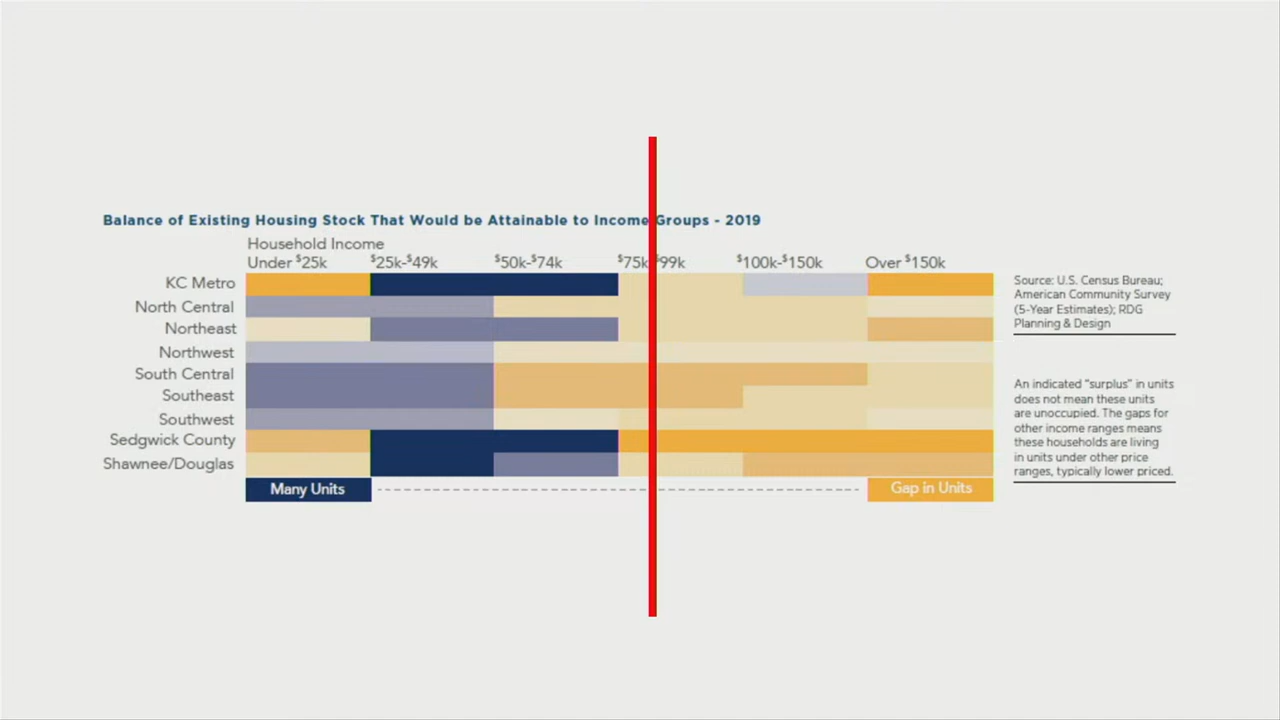 Balance of Existing Housing Stock That Would be Attainable to Income Groups - 2019
Household Income
Under $25k $25k-$49k $50k-$74k $75k $99k $100k-$150k Over $150k
KC Metro
North Central
Northeast
Northwest
South Central
Southeast
Southwest
Sedgwick County
Shawnee/Douglas
Many Units
Gap in Units
Source: U.S. Census Bureau;
American Community Survey
(5-Year Estimates); RDG
Planning & Design
An indicated "surplus" in units
does not mean these units
are unoccupied. The gaps for
other income ranges means
these households are living
in units under other price
ranges, typically lower priced.